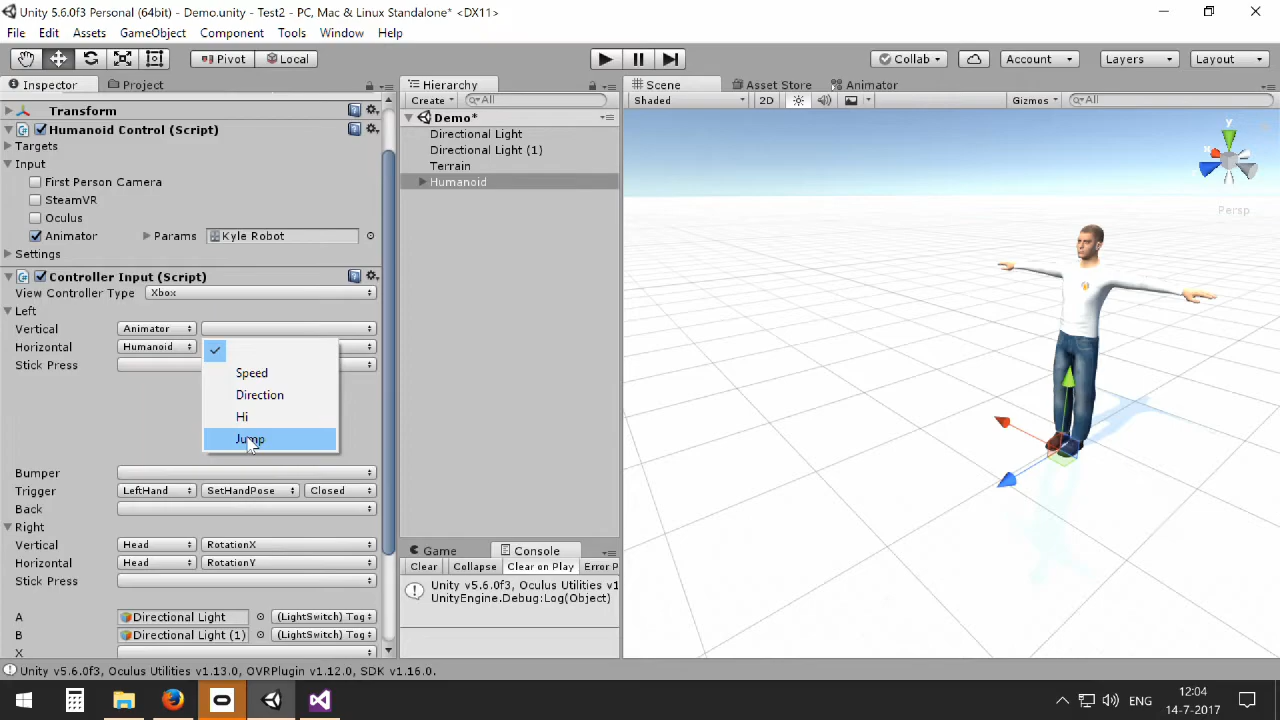 Unity 5.6.0f3 Personal (64bit) - Demo.unity - Test2 - PC, Mac & Linux Standalone* <DX11>
File Edit Assets GameObject Component Tools Window Help
Pivot Local Collab Account Layers Layout
Inspector Project Hierarchy Scene Asset Store Animator
Create All Shaded 2D Gizmos All
Transform
Humanoid Control (Script)
Targets
Input
First Person Camera
SteamVR
Oculus
Animator Params Kyle Robot
Settings
Controller Input (Script)
View Controller Type Xbox
Left
Vertical Animator
Horizontal Humanoid
Stick Press
Speed
Direction
Hi
Jump
Bumper
Trigger LeftHand SetHandPose Closed
Back
Right
Vertical Head RotationX
Horizontal Head RotationY
Stick Press
A Directional Light (LightSwitch) Tog
B Directional Light (1) (LightSwitch) Tog
X
Demo*
Directional Light
Directional Light (1)
Terrain
Humanoid
Game Console
Clear Collapse Clear on Play Error P
Unity v5.6.0f3, Oculus Utilities v1
UnityEngine.Debug:Log(Object)
y
x
Persp
Unity v5.6.0f3, Oculus Utilities v1.13.0, OVRPlugin v1.12.0, SDK v1.16.0.
ENG
12:04
14-7-2017